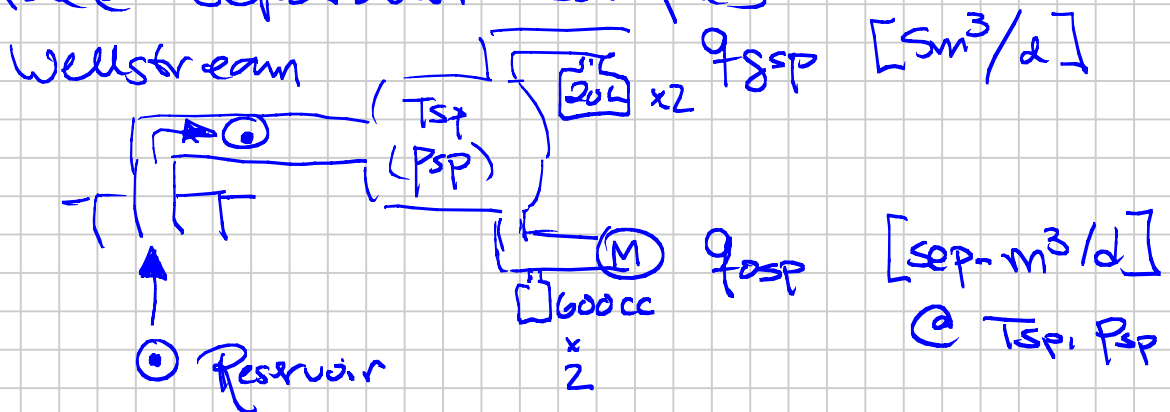 Wellstream
qgsp [Sm³/d]
20L x2
Tsp
(Psp)
M qosp [sep-m³/d]
600cc
x
2
@ Tsp, Psp
Reservoir